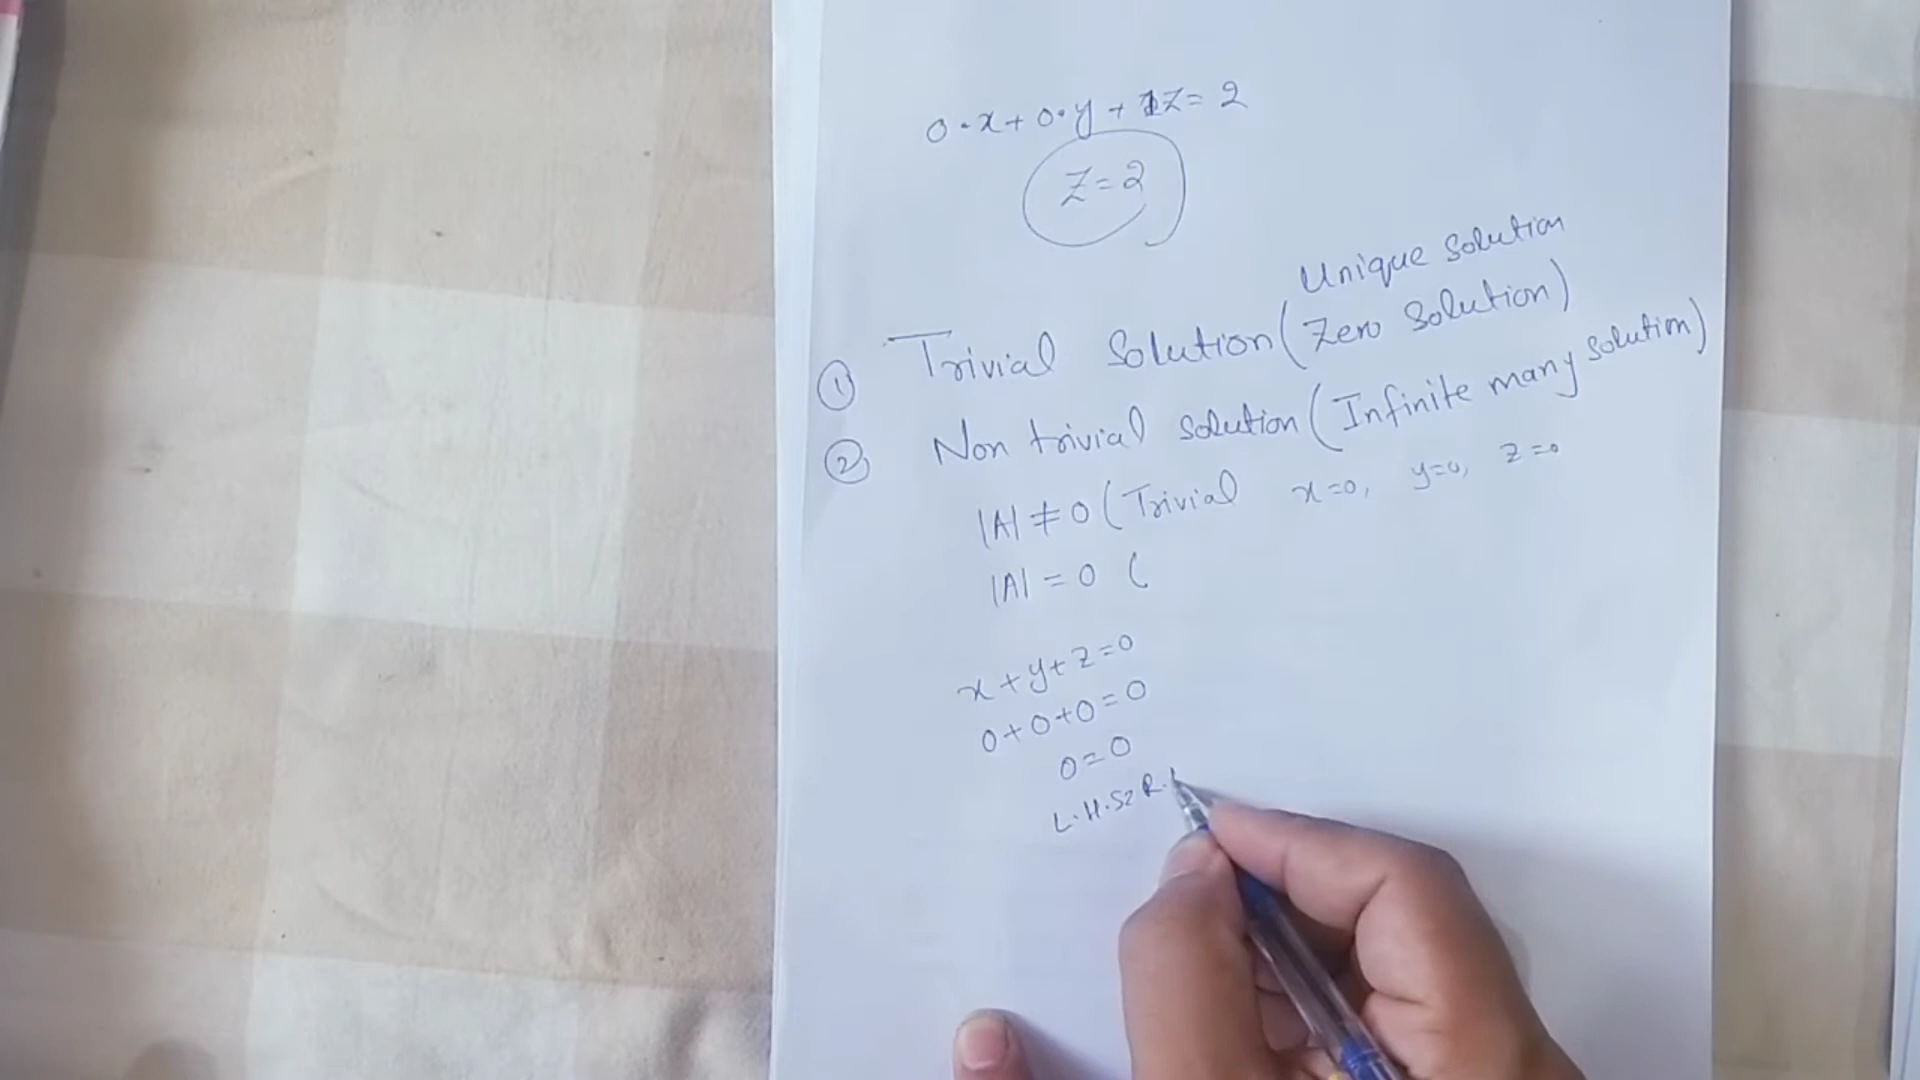 0·x+0·y+1Z=2
Z=2
Unique Solution
① Trivial Solution (Zero Solution)
② Non trivial solution (Infinite many solution)
|A| ≠ 0 (Trivial x=0, y=0, z=0
|A| = 0 (
x+y+z=0
0+0+0=0
0=0
L.H.S= R.